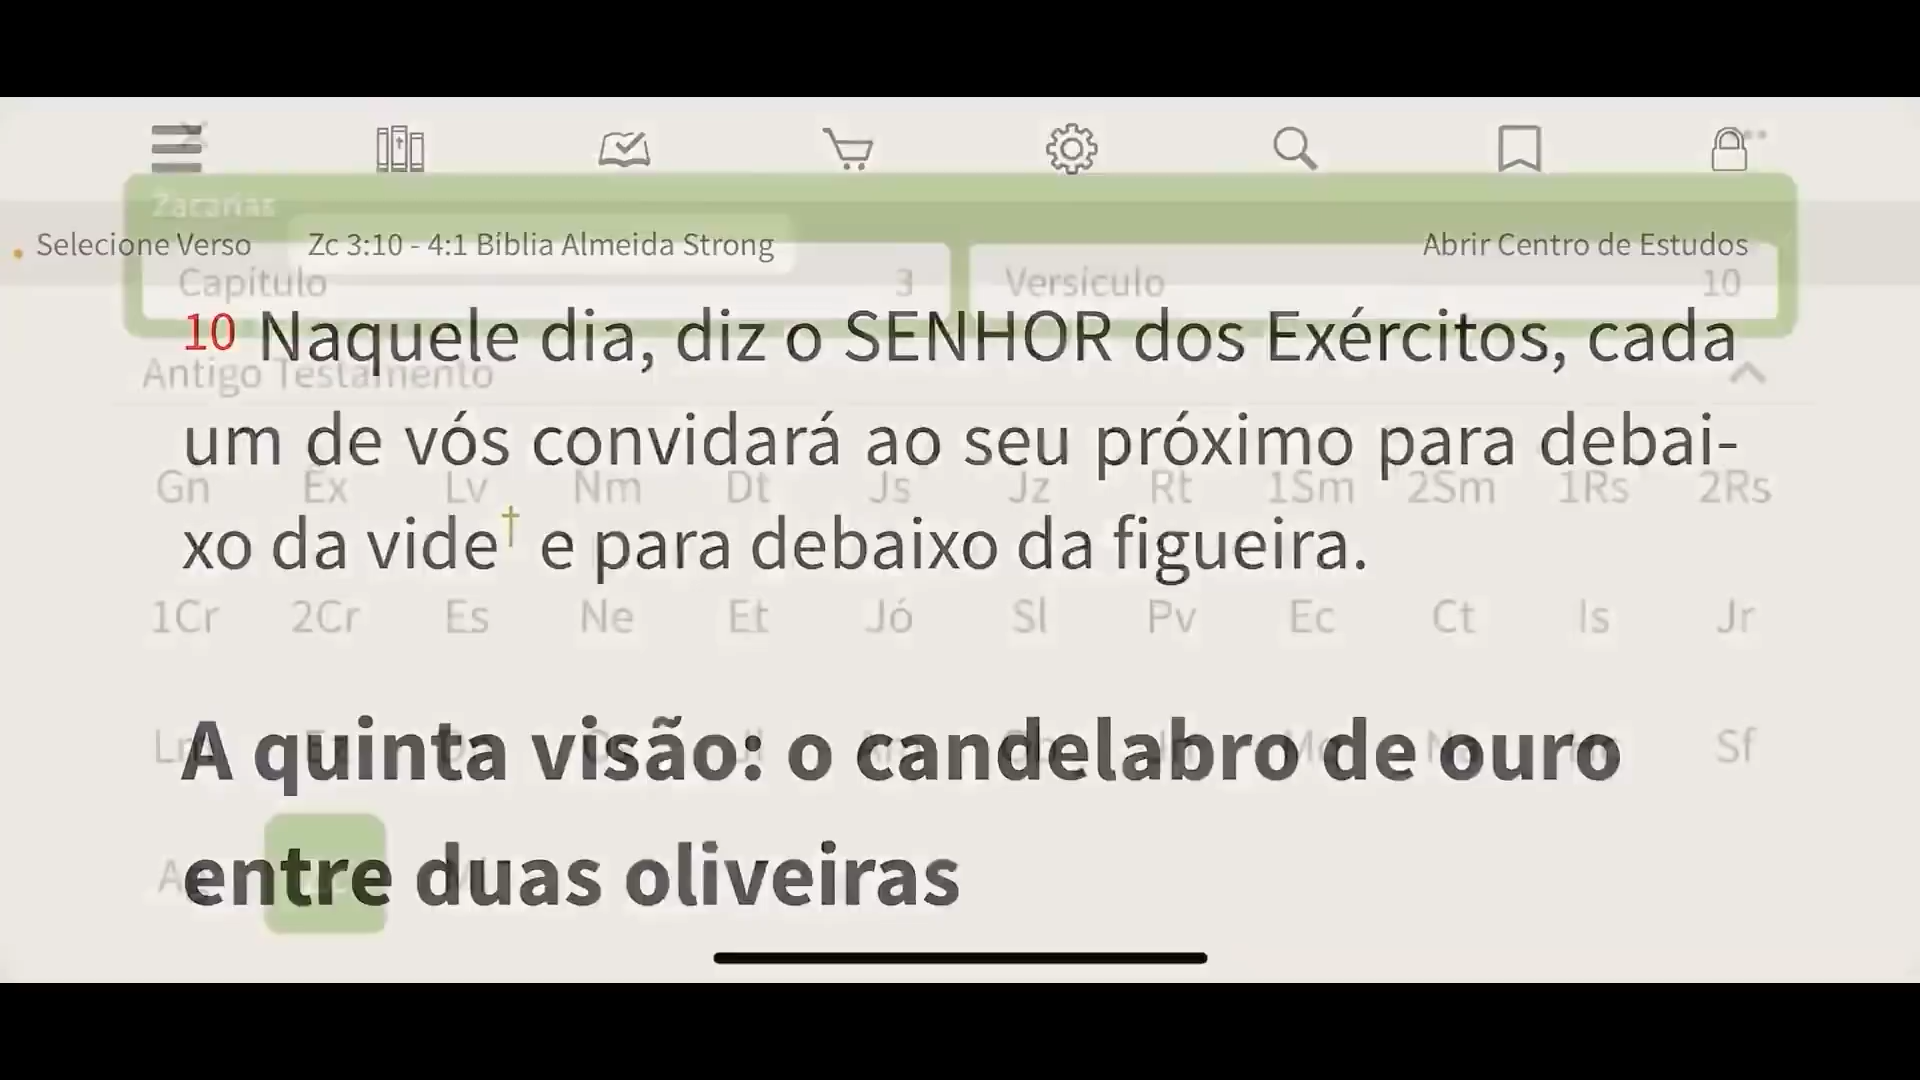 Zacarias
Selecione Verso Zc 3:10 - 4:1 Bíblia Almeida Strong Abrir Centro de Estudos
Capítulo 3 Versículo 10
10 Naquele dia, diz o SENHOR dos Exércitos, cada
Antigo Testamento
um de vós convidará ao seu próximo para debai-
Gn Êx Lv Nm Dt Js Jz Rt 1Sm 2Sm 1Rs 2Rs
xo da vide† e para debaixo da figueira.
1Cr 2Cr Es Ne Et Jó Sl Pv Ec Ct Is Jr
A quinta visão: o candelabro de ouro
Sf
entre duas oliveiras